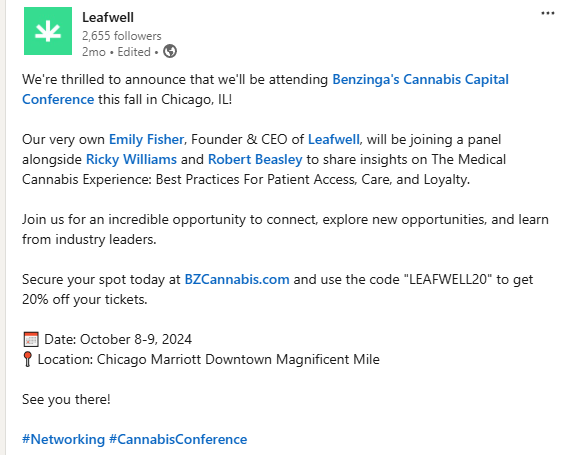 Leafwell
2,655 followers
2mo • Edited •
We're thrilled to announce that we'll be attending Benzinga's Cannabis Capital
Conference this fall in Chicago, IL!
Our very own Emily Fisher, Founder & CEO of Leafwell, will be joining a panel
alongside Ricky Williams and Robert Beasley to share insights on The Medical
Cannabis Experience: Best Practices For Patient Access, Care, and Loyalty.
Join us for an incredible opportunity to connect, explore new opportunities, and learn
from industry leaders.
Secure your spot today at BZCannabis.com and use the code "LEAFWELL20" to get
20% off your tickets.
📅 Date: October 8-9, 2024
📍 Location: Chicago Marriott Downtown Magnificent Mile
See you there!
#Networking #CannabisConference